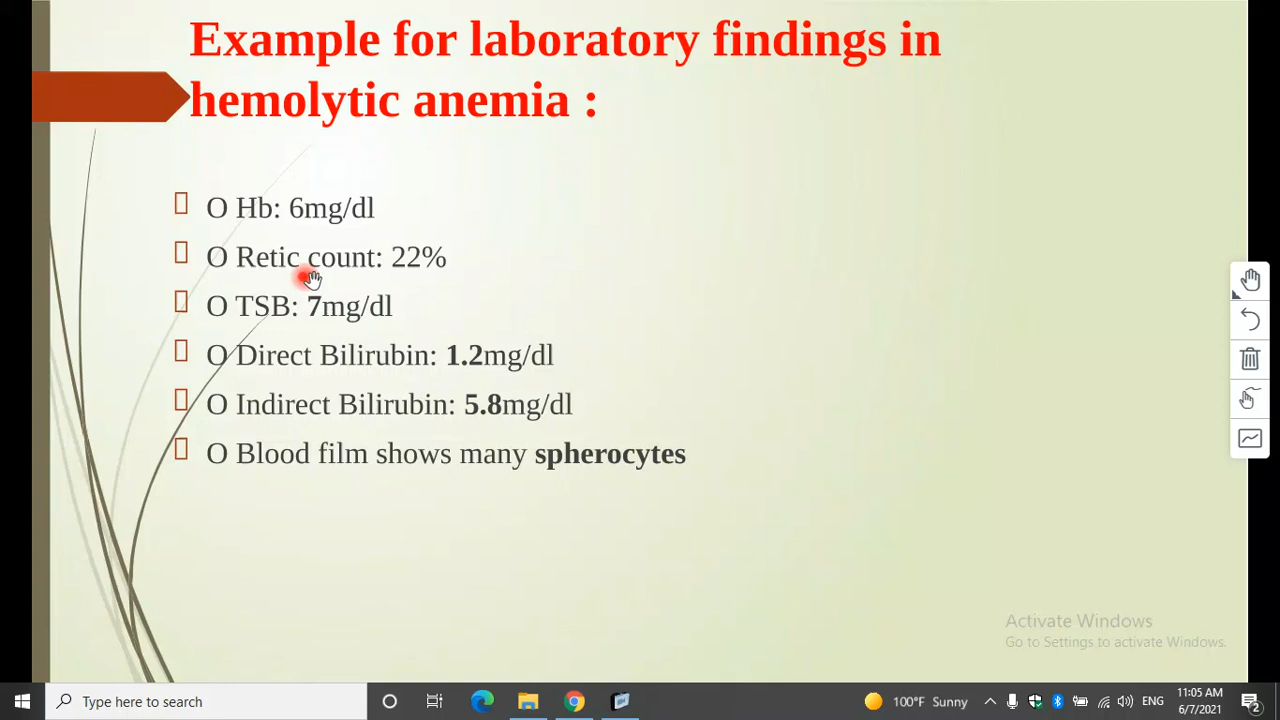 Example for laboratory findings in
hemolytic anemia :
O Hb: 6mg/dl
O Retic count: 22%
O TSB: 7mg/dl
O Direct Bilirubin: 1.2mg/dl
O Indirect Bilirubin: 5.8mg/dl
O Blood film shows many spherocytes
Activate Windows
Go to Settings to activate Windows.
Type here to search
100°F Sunny
ENG
11:05 AM
6/7/2021
2